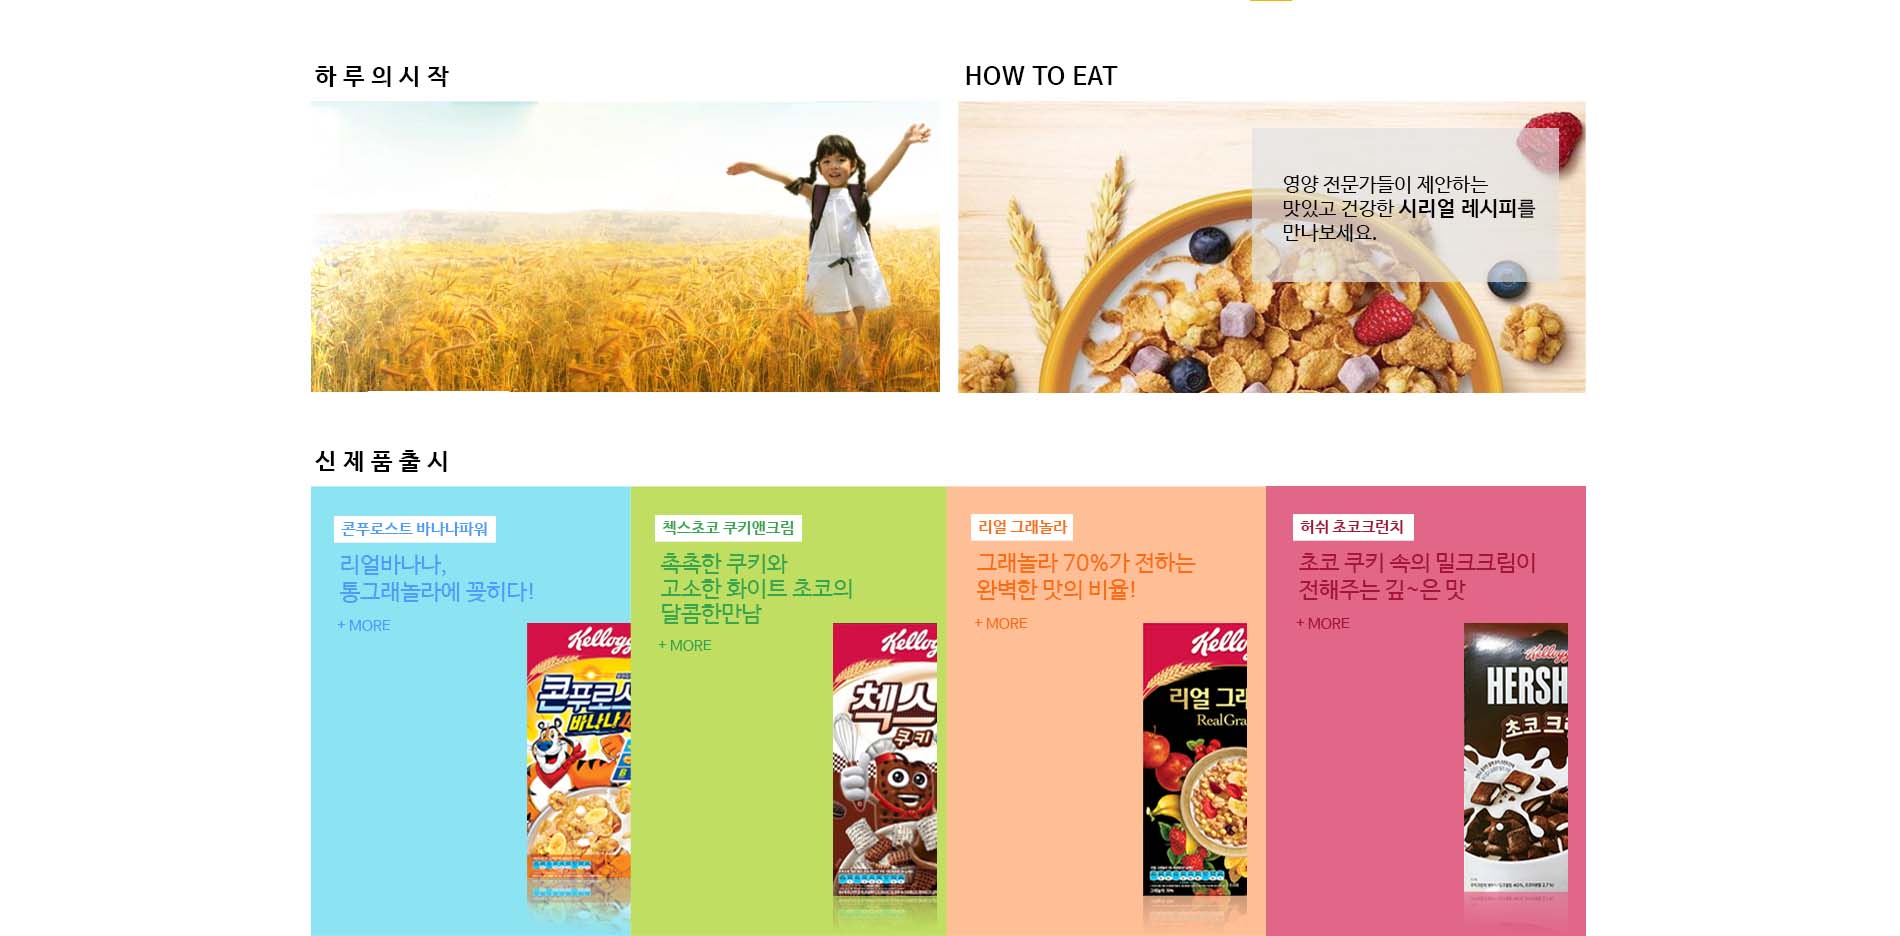 하루의시작
HOW TO EAT
영양 전문가들이 제안하는
맛있고 건강한 시리얼 레시피를
만나보세요.
신제품출시
콘푸로스트 바나나파워
리얼바나나,
통그래놀라에 꽂히다!
+ MORE
첵스초코 쿠키앤크림
촉촉한 쿠키와
고소한 화이트 초코의
달콤한만남
+ MORE
리얼 그래놀라
그래놀라 70%가 전하는
완벽한 맛의 비율!
+ MORE
허쉬 초코크런치
초코 쿠키 속의 밀크크림이
전해주는 깊~은 맛
+ MORE
Kellogg
콘푸로스
바나나
Kellogg
첵스
쿠키
Kello
리얼 그래
RealGra
Kellogg
HERSH
초코크